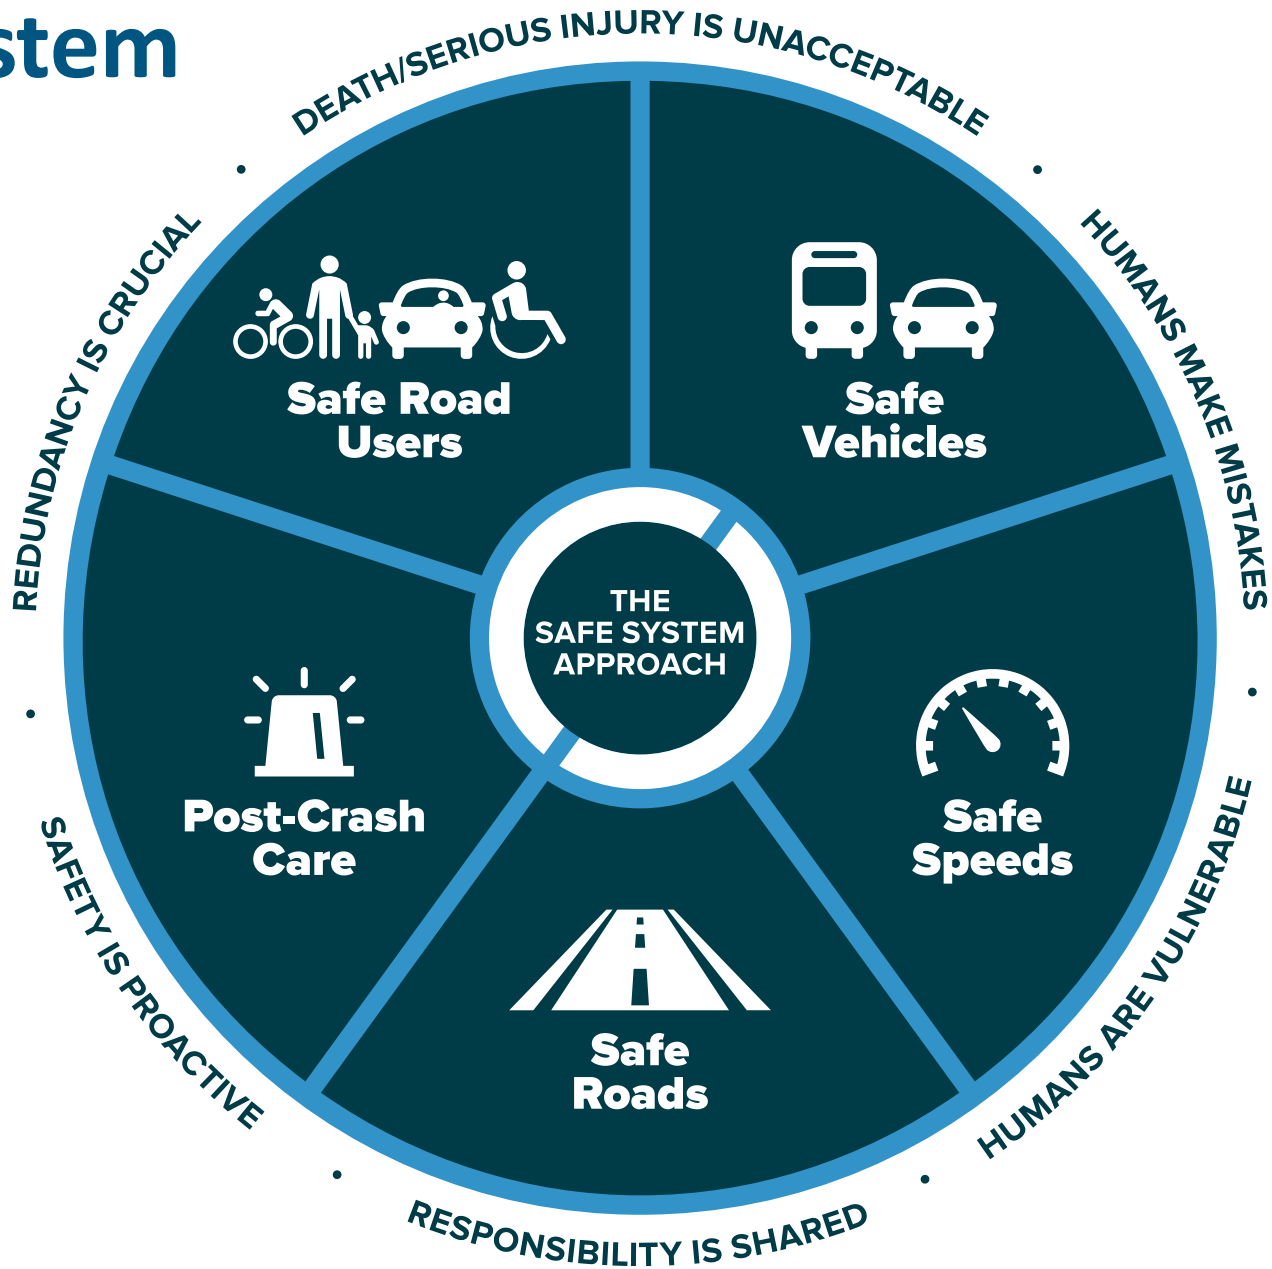 stem
DEATH/SERIOUS INJURY IS UNACCEPTABLE
HUMANS MAKE MISTAKES
HUMANS ARE VULNERABLE
RESPONSIBILITY IS SHARED
SAFETY IS PROACTIVE
REDUNDANCY IS CRUCIAL
Safe Road
Users
Safe
Vehicles
THE
SAFE SYSTEM
APPROACH
Post-Crash
Care
Safe
Speeds
Safe
Roads